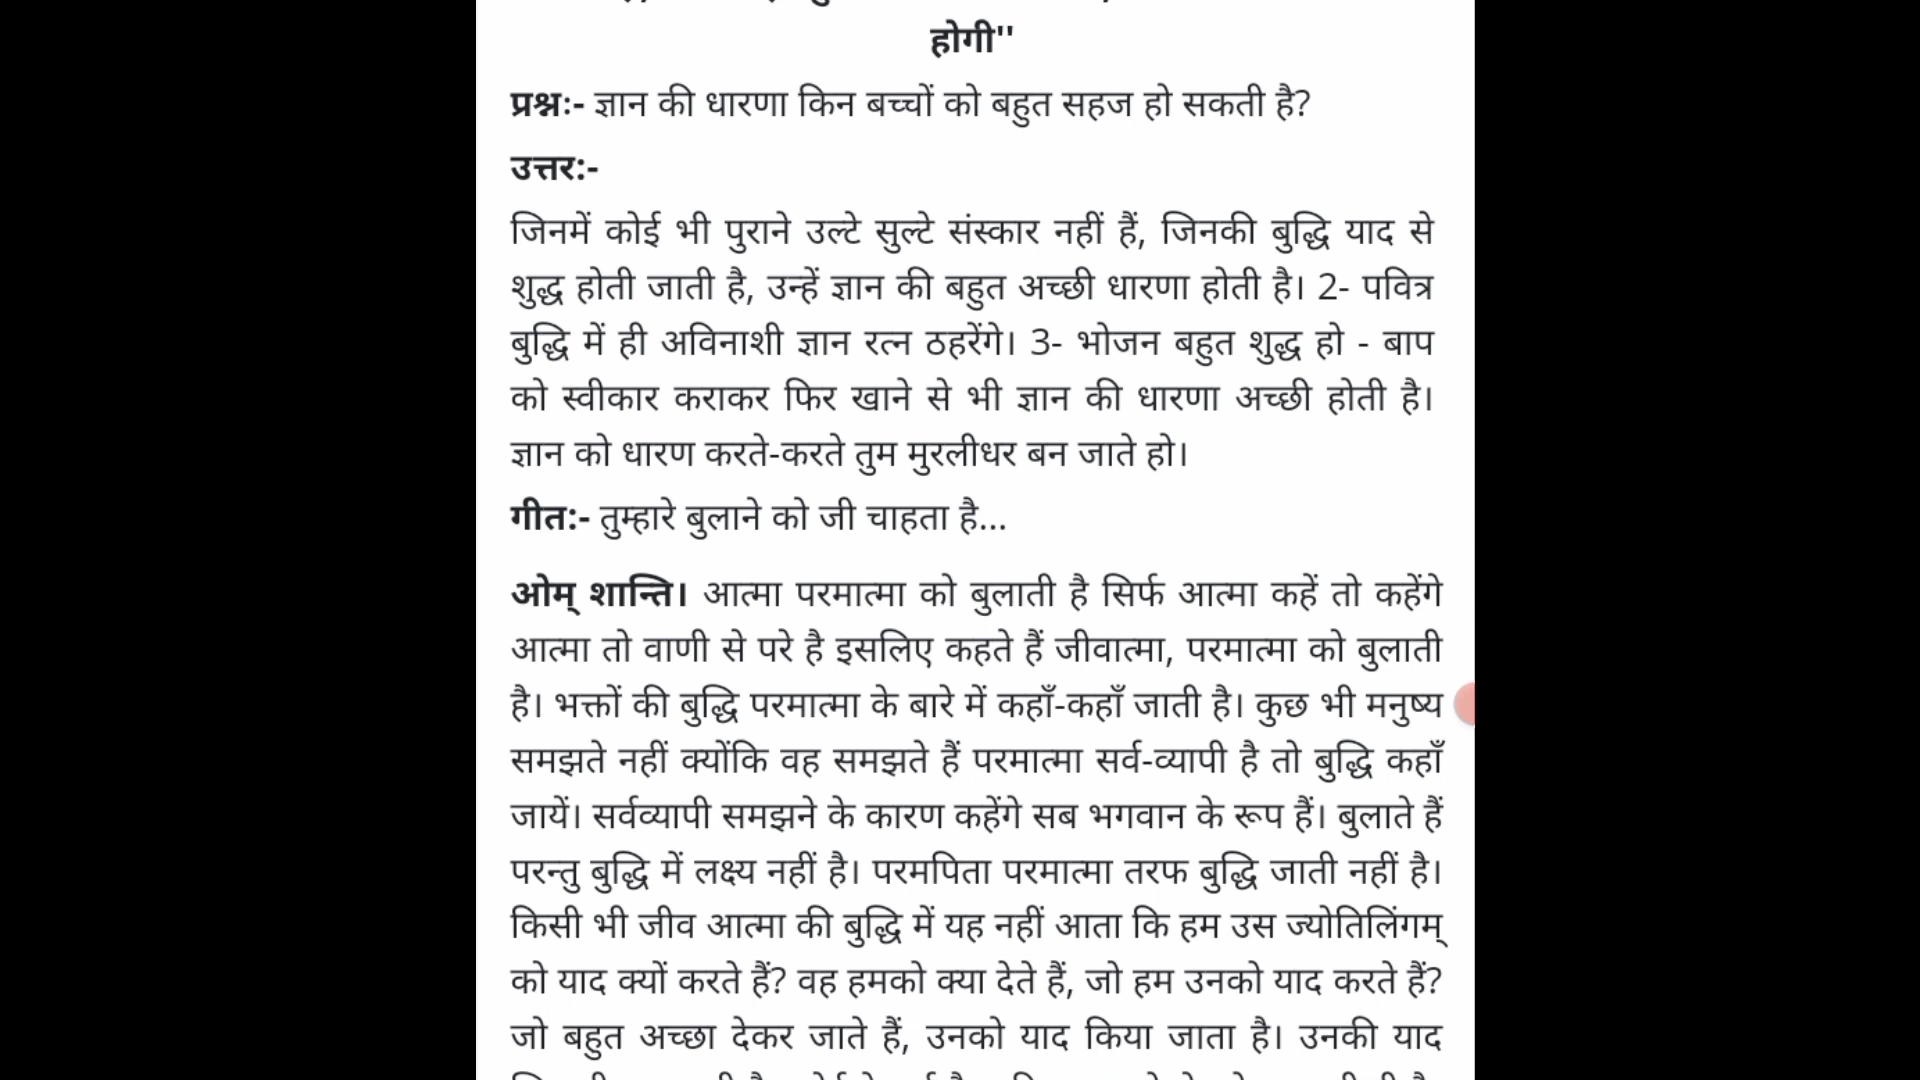 होगी''
प्रश्नः- ज्ञान की धारणा किन बच्चों को बहुत सहज हो सकती है?
उत्तर:-
जिनमें कोई भी पुराने उल्टे सुल्टे संस्कार नहीं हैं, जिनकी बुद्धि याद से
शुद्ध होती जाती है, उन्हें ज्ञान की बहुत अच्छी धारणा होती है। 2- पवित्र
बुद्धि में ही अविनाशी ज्ञान रत्न ठहरेंगे। 3- भोजन बहुत शुद्ध हो - बाप
को स्वीकार कराकर फिर खाने से भी ज्ञान की धारणा अच्छी होती है।
ज्ञान को धारण करते-करते तुम मुरलीधर बन जाते हो।
गीत:- तुम्हारे बुलाने को जी चाहता है...
ओम् शान्ति। आत्मा परमात्मा को बुलाती है सिर्फ आत्मा कहें तो कहेंगे
आत्मा तो वाणी से परे है इसलिए कहते हैं जीवात्मा, परमात्मा को बुलाती
है। भक्तों की बुद्धि परमात्मा के बारे में कहाँ-कहाँ जाती है। कुछ भी मनुष्य
समझते नहीं क्योंकि वह समझते हैं परमात्मा सर्व-व्यापी है तो बुद्धि कहाँ
जायें। सर्वव्यापी समझने के कारण कहेंगे सब भगवान के रूप हैं। बुलाते हैं
परन्तु बुद्धि में लक्ष्य नहीं है। परमपिता परमात्मा तरफ बुद्धि जाती नहीं है।
किसी भी जीव आत्मा की बुद्धि में यह नहीं आता कि हम उस ज्योतिलिंगम्
को याद क्यों करते हैं? वह हमको क्या देते हैं, जो हम उनको याद करते हैं?
जो बहुत अच्छा देकर जाते हैं, उनको याद किया जाता है। उनकी याद